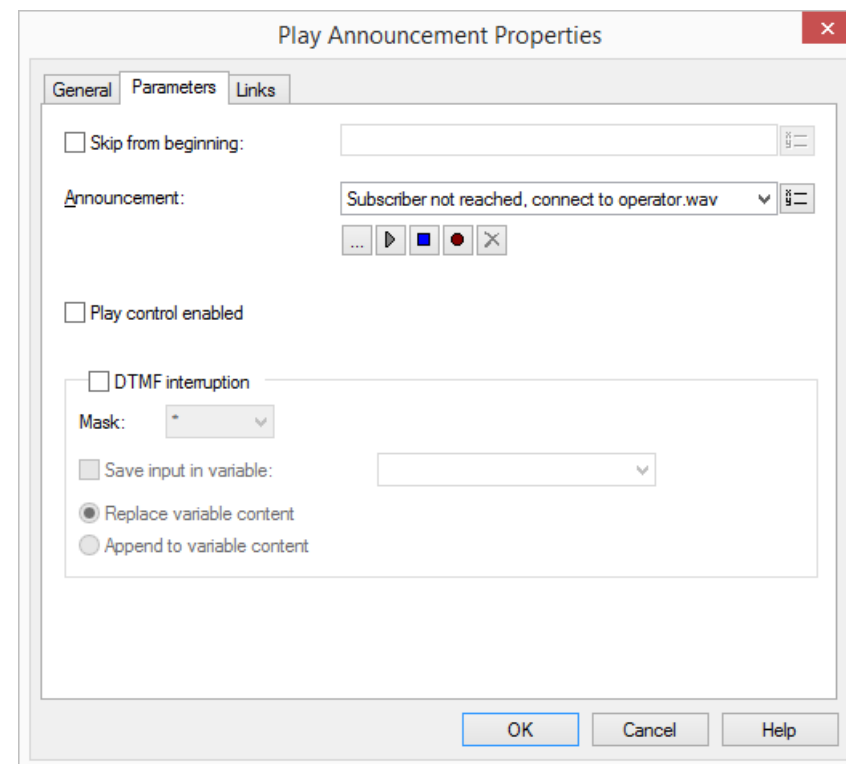 Play Announcement Properties
General Parameters Links
Skip from beginning:
Announcement: Subscriber not reached, connect to operator.wav
...
Play control enabled
DTMF interruption
Mask: *
Save input in variable:
Replace variable content
Append to variable content
OK Cancel Help